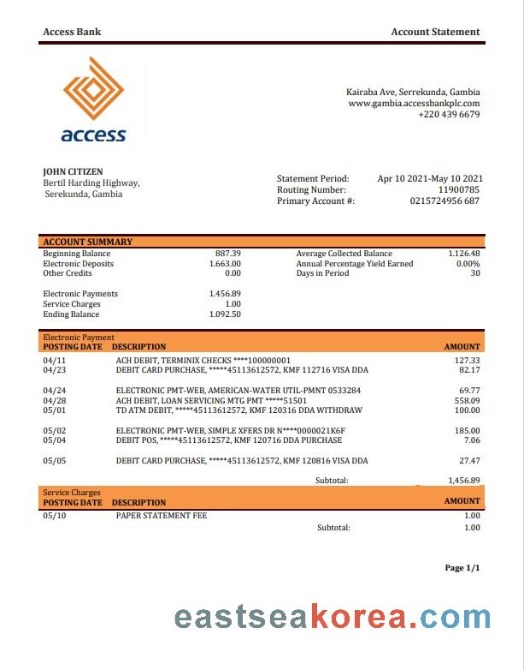 Access Bank Account Statement
access
Kairaba Ave, Serrekunda, Gambia
www.gambia.accessbankplc.com
+220 439 6679
JOHN CITIZEN
Bertil Harding Highway,
Serekunda, Gambia
Statement Period: Apr 10 2021-May 10 2021
Routing Number: 11900785
Primary Account #: 0215724956 687
ACCOUNT SUMMARY
Beginning Balance 887.39 Average Collected Balance 1.126.48
Electronic Deposits 1.663.00 Annual Percentage Yield Earned 0.00%
Other Credits 0.00 Days in Period 30
Electronic Payments 1.456.89
Service Charges 1.00
Ending Balance 1.092.50
Electronic Payment
POSTING DATE DESCRIPTION AMOUNT
04/11 ACH DEBIT, TERMINIX CHECKS ****100000001 127.33
04/23 DEBIT CARD PURCHASE, *****45113612572, KMF 112716 VISA DDA 82.17
04/24 ELECTRONIC PMT-WEB, AMERICAN-WATER UTIL-PMNT 0533284 69.77
04/28 ACH DEBIT, LOAN SERVICING MTG PMT *****51501 558.09
05/01 TD ATM DEBIT, *****45113612572, KMF 120316 DDA WITHDRAW 100.00
05/02 ELECTRONIC PMT-WEB, SIMPLE XFERS DR N****0000021K6F 185.00
05/04 DEBIT POS, *****45113612572, KMF 120716 DDA PURCHASE 7.06
05/05 DEBIT CARD PURCHASE, *****45113612572, KMF 120816 VISA DDA 27.47
Subtotal: 1,456.89
Service Charges
POSTING DATE DESCRIPTION AMOUNT
05/10 PAPER STATEMENT FEE 1.00
Subtotal: 1.00
Page 1/1
eastseakorea.com